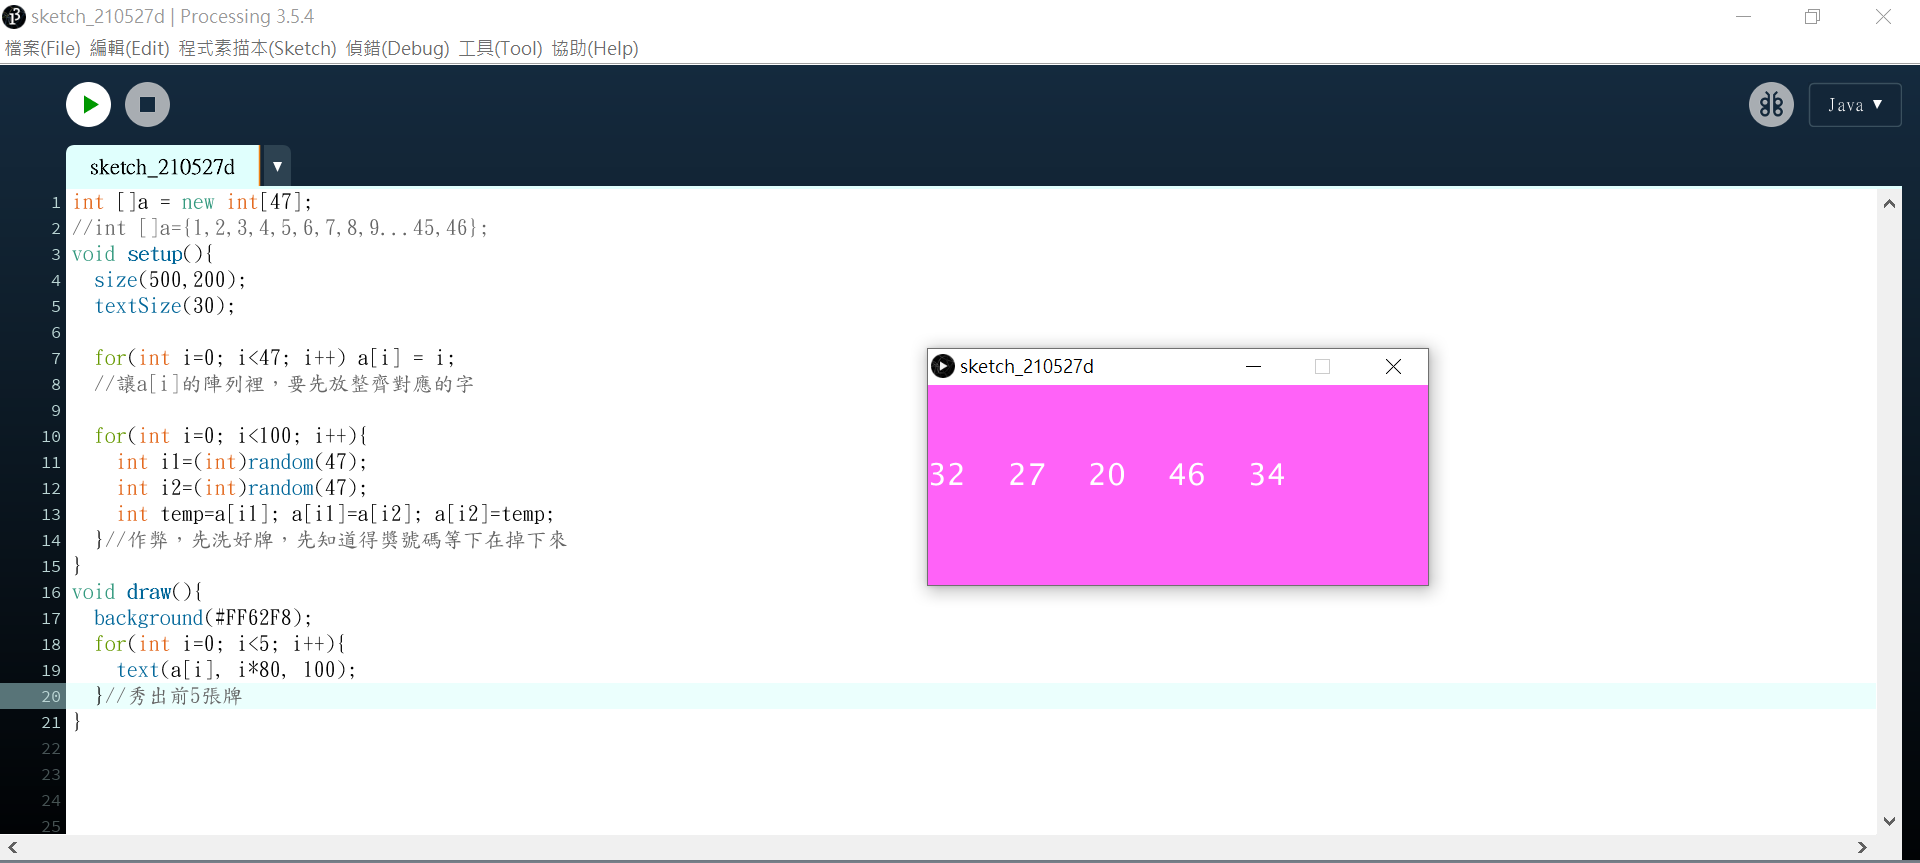 sketch_210527d | Processing 3.5.4
檔案(File) 編輯(Edit) 程式素描本(Sketch) 偵錯(Debug) 工具(Tool) 協助(Help)
Java ▼
sketch_210527d ▼
1 int []a = new int[47];
2 //int []a={1,2,3,4,5,6,7,8,9...45,46};
3 void setup(){
4   size(500,200);
5   textSize(30);
6
7   for(int i=0; i<47; i++) a[i] = i;
8   //讓a[i]的陣列裡，要先放整齊對應的字
9
10   for(int i=0; i<100; i++){
11     int i1=(int)random(47);
12     int i2=(int)random(47);
13     int temp=a[i1]; a[i1]=a[i2]; a[i2]=temp;
14   }//作弊，先洗好牌，先知道得獎號碼等下在掉下來
15 }
16 void draw(){
17   background(#FF62F8);
18   for(int i=0; i<5; i++){
19     text(a[i], i*80, 100);
20   }//秀出前5張牌
21 }
22
23
24
25
sketch_210527d
32 27 20 46 34